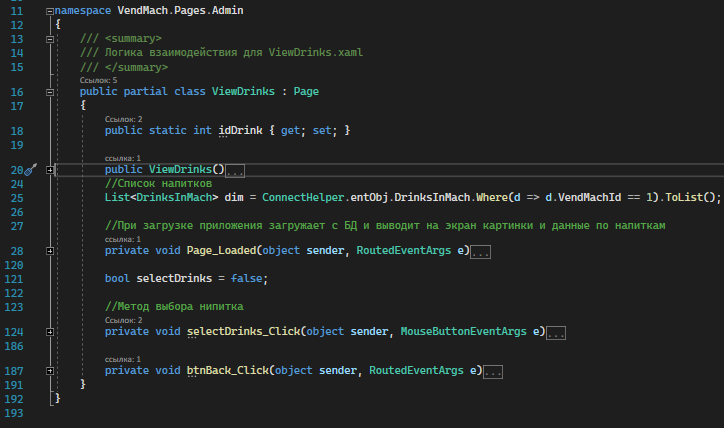 11 namespace VendMach.Pages.Admin
12 {
13 /// <summary>
14 /// Логика взаимодействия для ViewDrinks.xaml
15 /// </summary>
Ссылок: 5
16 public partial class ViewDrinks : Page
17 {
Ссылок: 2
18 public static int idDrink { get; set; }
19
ссылка: 1
20 public ViewDrinks()...
24 //Список напитков
25 List<DrinksInMach> dim = ConnectHelper.entObj.DrinksInMach.Where(d => d.VendMachId == 1).ToList();
26
27 //При загрузке приложения загружает с БД и выводит на экран картинки и данные по напиткам
ссылка: 1
28 private void Page_Loaded(object sender, RoutedEventArgs e)...
120
121 bool selectDrinks = false;
122
123 //Метод выбора нипитка
Ссылок: 2
124 private void selectDrinks_Click(object sender, MouseButtonEventArgs e)...
186
ссылка: 1
187 private void btnBack_Click(object sender, RoutedEventArgs e)...
191 }
192 }
193